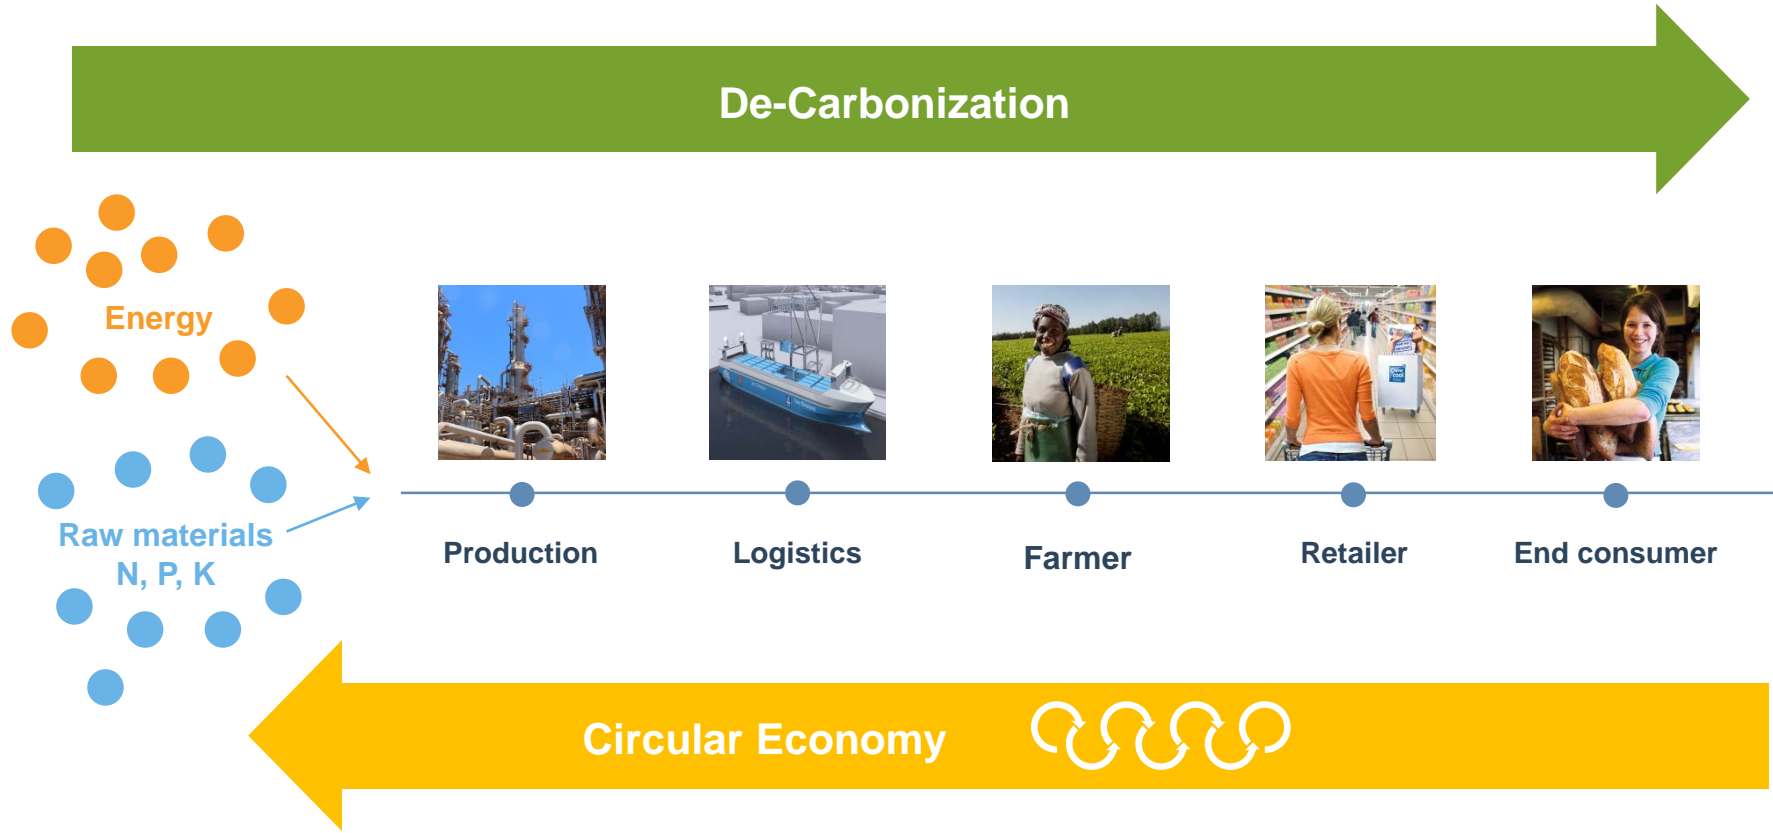 De-Carbonization
Energy
Raw materials
N, P, K
Production
Logistics
Farmer
Retailer
End consumer
Circular Economy